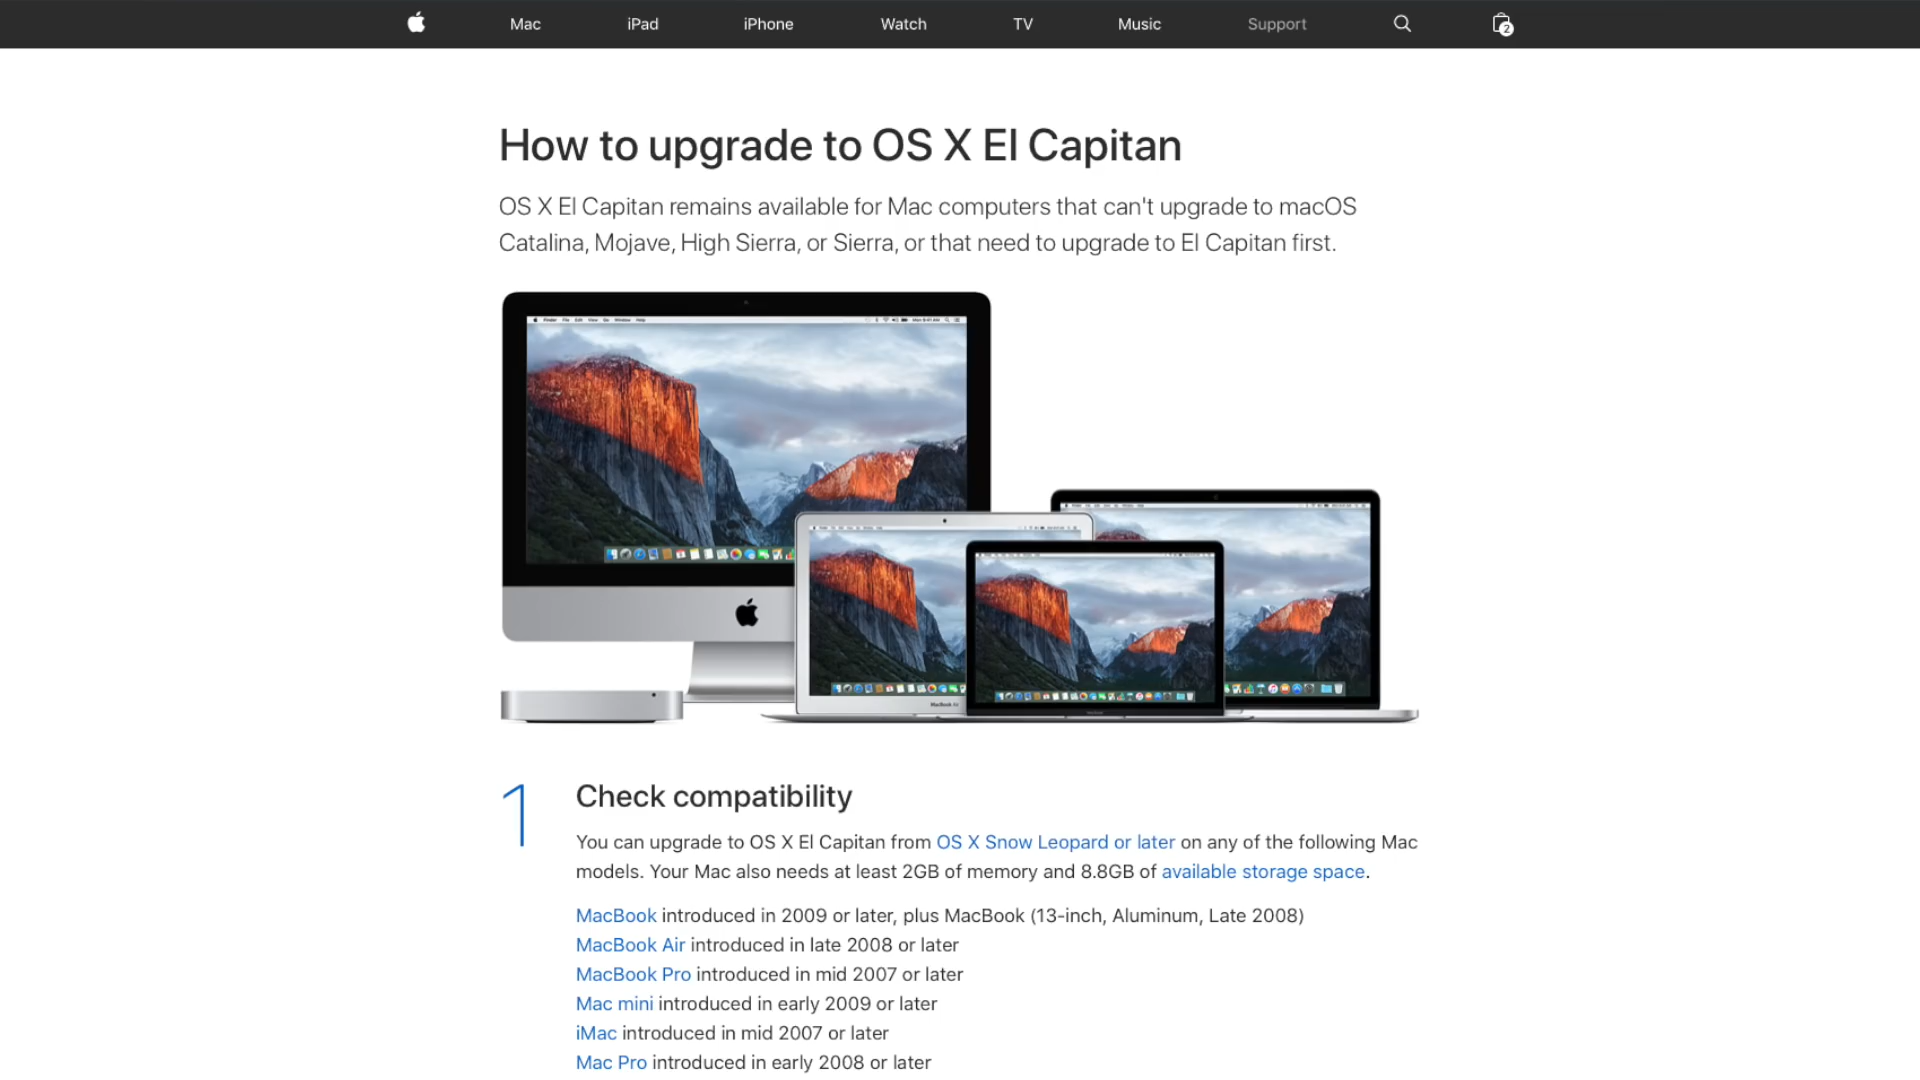 Mac iPad iPhone Watch TV Music Support 2
How to upgrade to OS X El Capitan
OS X El Capitan remains available for Mac computers that can't upgrade to macOS
Catalina, Mojave, High Sierra, or Sierra, or that need to upgrade to El Capitan first.
MacBook Air
1
Check compatibility
You can upgrade to OS X El Capitan from OS X Snow Leopard or later on any of the following Mac
models. Your Mac also needs at least 2GB of memory and 8.8GB of available storage space.
MacBook introduced in 2009 or later, plus MacBook (13-inch, Aluminum, Late 2008)
MacBook Air introduced in late 2008 or later
MacBook Pro introduced in mid 2007 or later
Mac mini introduced in early 2009 or later
iMac introduced in mid 2007 or later
Mac Pro introduced in early 2008 or later